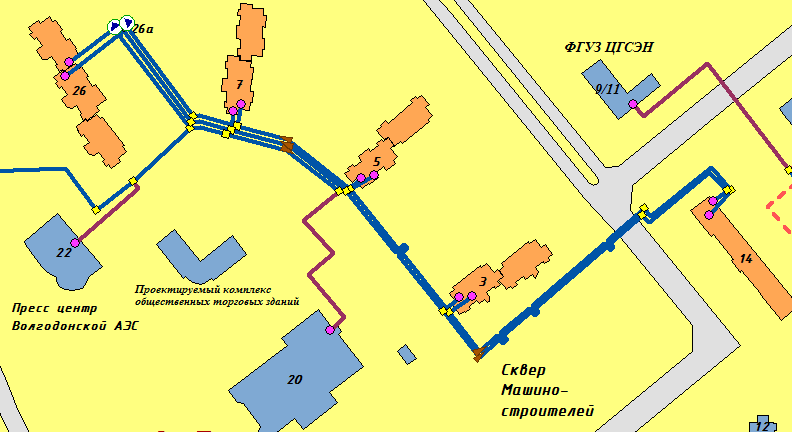 26а
ФГУЗ ЦГСЭН
26
7
9/11
5
22
3
14
Проектируемый комплекс
общественных торговых зданий
Пресс центр
Волгодонской АЭС
20
Сквер
Машино-
строителей
12